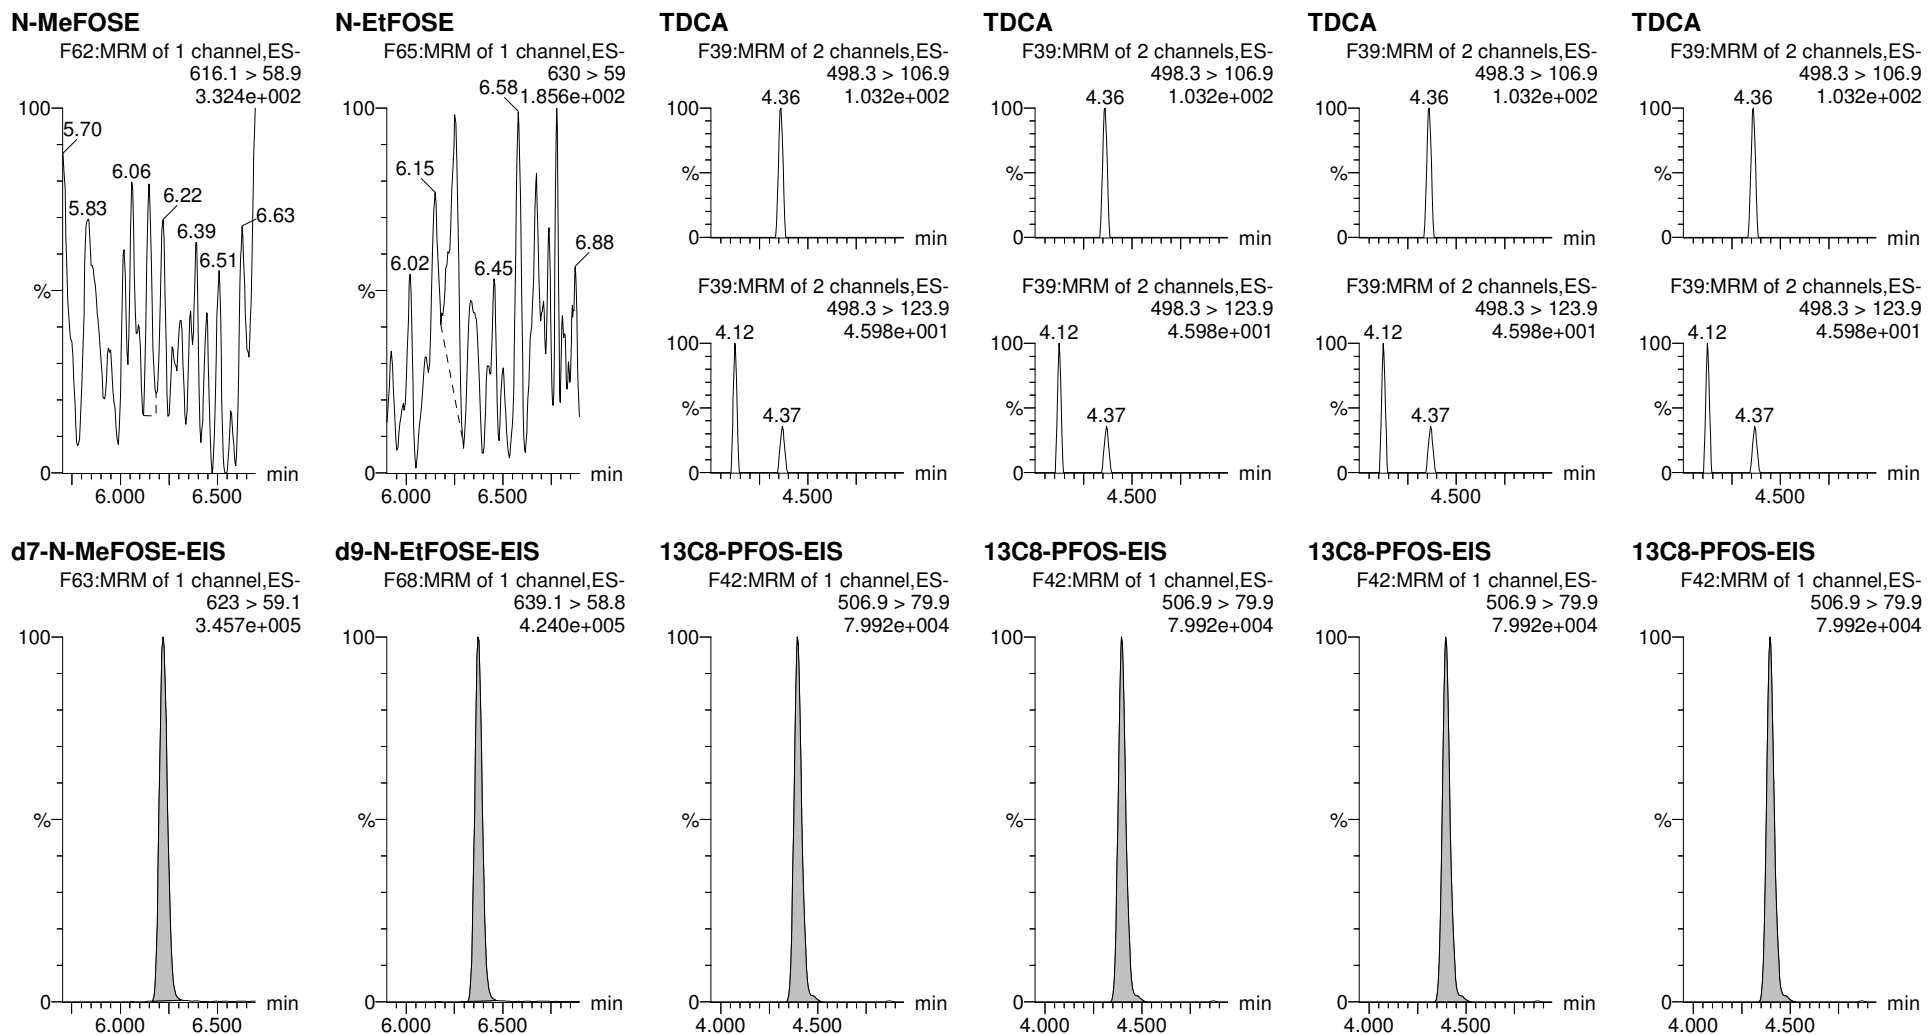 N-MeFOSE
F62:MRM of 1 channel,ES-
616.1 > 58.9
3.324e+002
100
5.70
5.83
6.06
6.22
6.39
6.51
6.63
%
0
min
6.000
6.500
N-EtFOSE
F65:MRM of 1 channel,ES-
630 > 59
1.856e+002
100
6.58
6.15
6.02
6.45
6.88
%
0
min
6.000
6.500
TDCA
F39:MRM of 2 channels,ES-
498.3 > 106.9
1.032e+002
100
4.36
%
0
min
F39:MRM of 2 channels,ES-
498.3 > 123.9
4.598e+001
100
4.12
4.37
%
0
min
4.500
TDCA
F39:MRM of 2 channels,ES-
498.3 > 106.9
1.032e+002
100
4.36
%
0
min
F39:MRM of 2 channels,ES-
498.3 > 123.9
4.598e+001
100
4.12
4.37
%
0
min
4.500
TDCA
F39:MRM of 2 channels,ES-
498.3 > 106.9
1.032e+002
100
4.36
%
0
min
F39:MRM of 2 channels,ES-
498.3 > 123.9
4.598e+001
100
4.12
4.37
%
0
min
4.500
TDCA
F39:MRM of 2 channels,ES-
498.3 > 106.9
1.032e+002
100
4.36
%
0
min
F39:MRM of 2 channels,ES-
498.3 > 123.9
4.598e+001
100
4.12
4.37
%
0
min
4.500
d7-N-MeFOSE-EIS
F63:MRM of 1 channel,ES-
623 > 59.1
3.457e+005
100
%
0
min
6.000
6.500
d9-N-EtFOSE-EIS
F68:MRM of 1 channel,ES-
639.1 > 58.8
4.240e+005
100
%
0
min
6.000
6.500
13C8-PFOS-EIS
F42:MRM of 1 channel,ES-
506.9 > 79.9
7.992e+004
100
%
0
min
4.000
4.500
13C8-PFOS-EIS
F42:MRM of 1 channel,ES-
506.9 > 79.9
7.992e+004
100
%
0
min
4.000
4.500
13C8-PFOS-EIS
F42:MRM of 1 channel,ES-
506.9 > 79.9
7.992e+004
100
%
0
min
4.000
4.500
13C8-PFOS-EIS
F42:MRM of 1 channel,ES-
506.9 > 79.9
7.992e+004
100
%
0
min
4.000
4.500